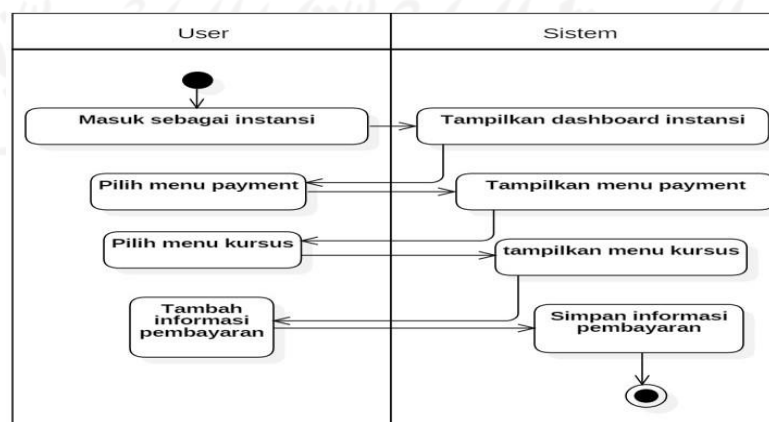 User
Sistem
Masuk sebagai instansi
Tampilkan dashboard instansi
Pilih menu payment
Tampilkan menu payment
Pilih menu kursus
tampilkan menu kursus
Tambah
informasi
pembayaran
Simpan informasi
pembayaran